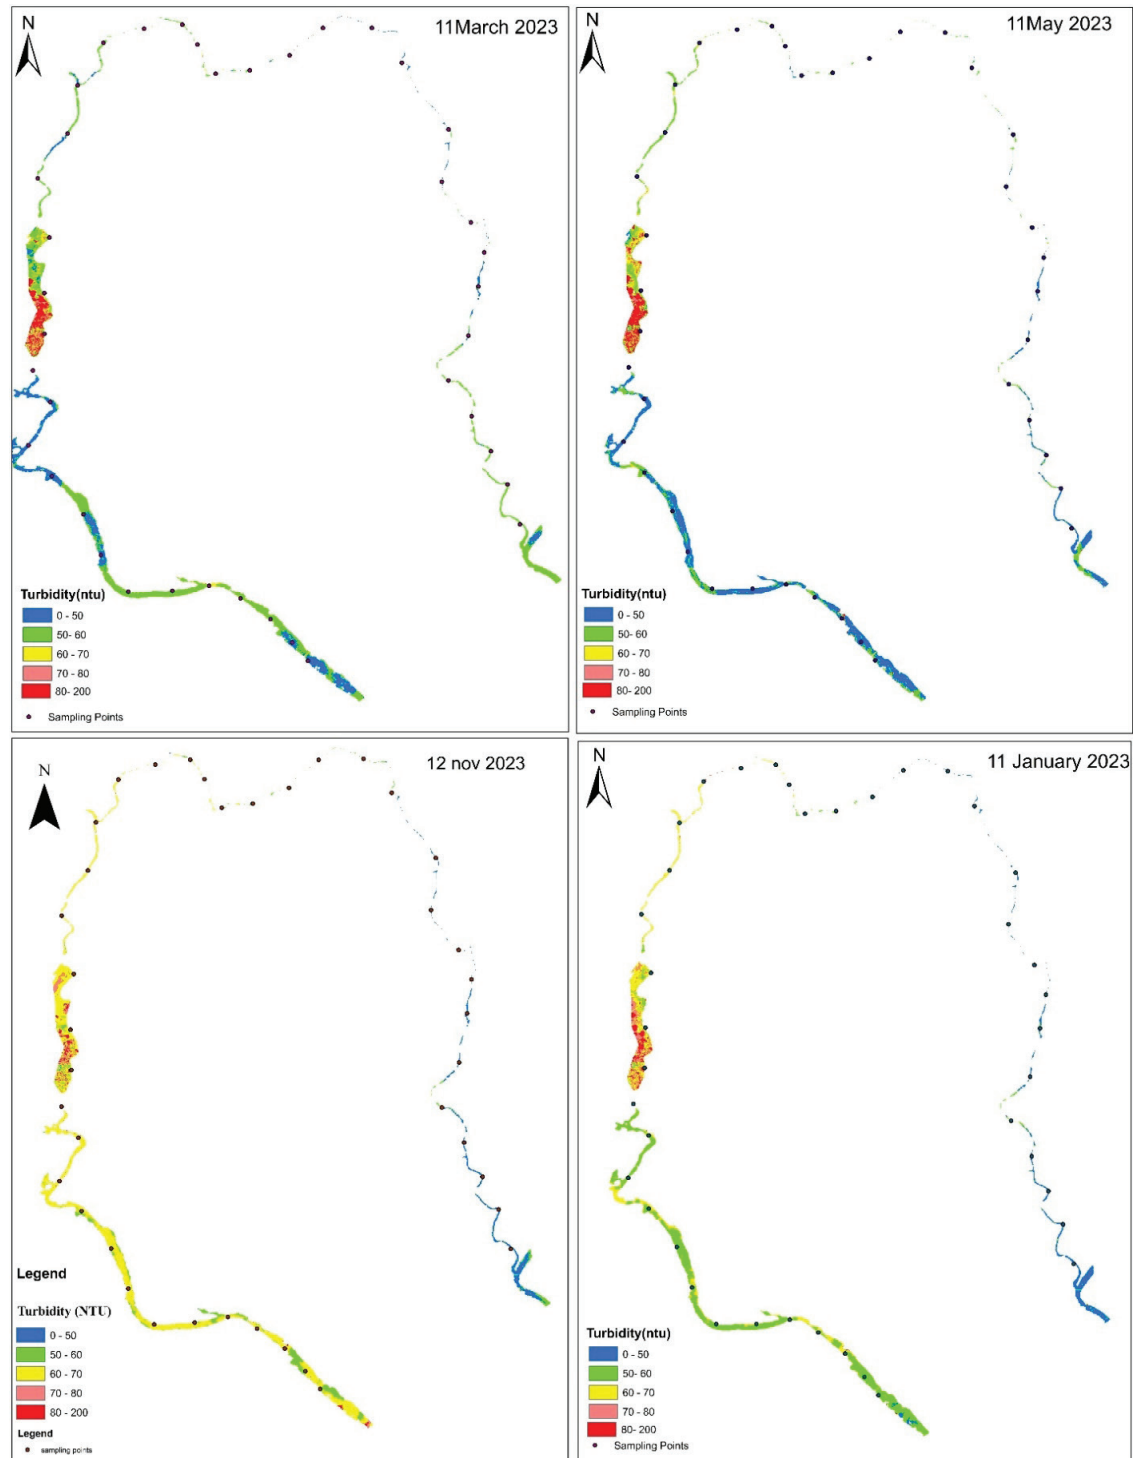 N
11March 2023
Turbidity(ntu)
0 - 50
50- 60
60 - 70
70 - 80
80- 200
Sampling Points
N
11May 2023
Turbidity(ntu)
0 - 50
50- 60
60 - 70
70 - 80
80- 200
Sampling Points
N
12 nov 2023
Legend
Turbidity (NTU)
0 - 50
50 - 60
60 - 70
70 - 80
80 - 200
Legend
sampling points
N
11 January 2023
Turbidity(ntu)
0 - 50
50- 60
60 - 70
70 - 80
80- 200
Sampling Points